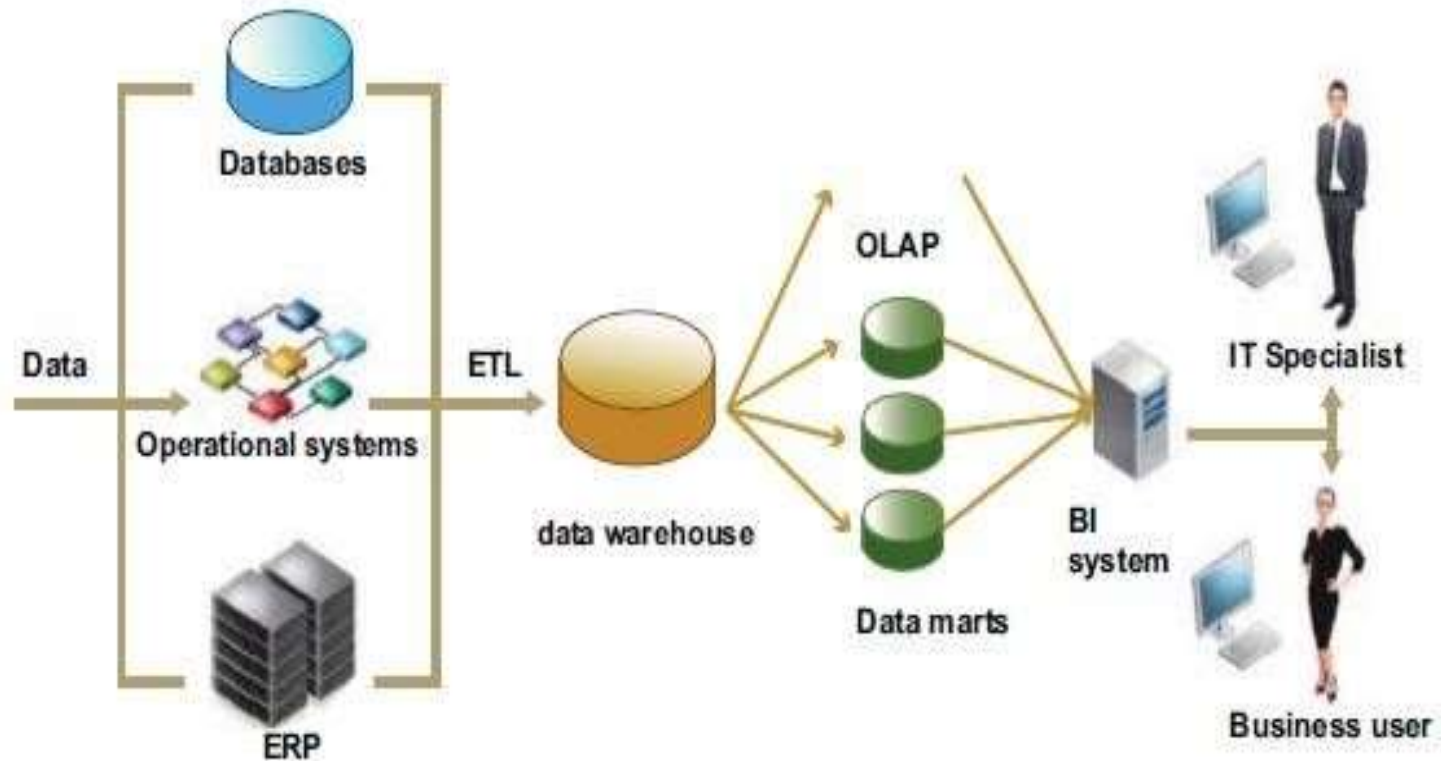 Databases
Data
Operational systems
ERP
ETL
data warehouse
OLAP
Data marts
BI
system
IT Specialist
Business user